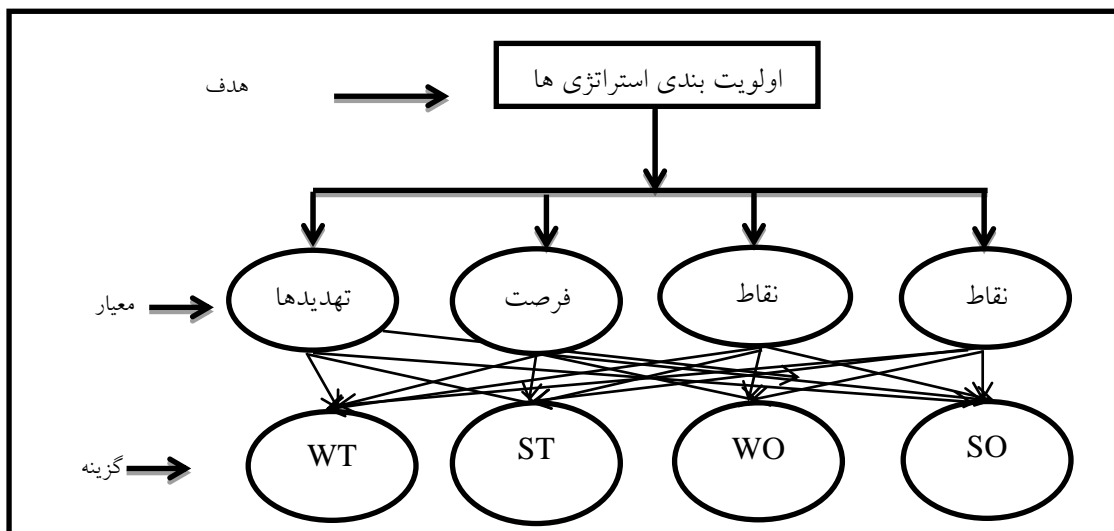 اولویت بندی استراتژی ها
هدف
نقاط
نقاط
فرصت
تهدیدها
معیار
SO
WO
ST
WT
گزینه